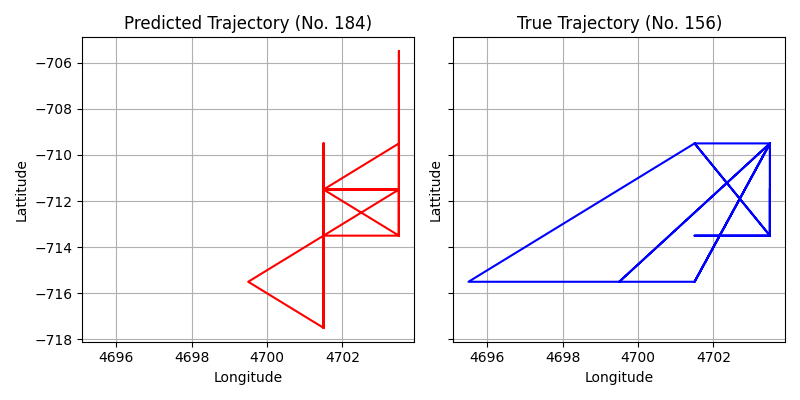 Predicted Trajectory (No. 184)
True Trajectory (No. 156)
Lattitude
−706
−708
−710
−712
−714
−716
−718
4696
4698
4700
4702
Longitude
Lattitude
4696
4698
4700
4702
Longitude